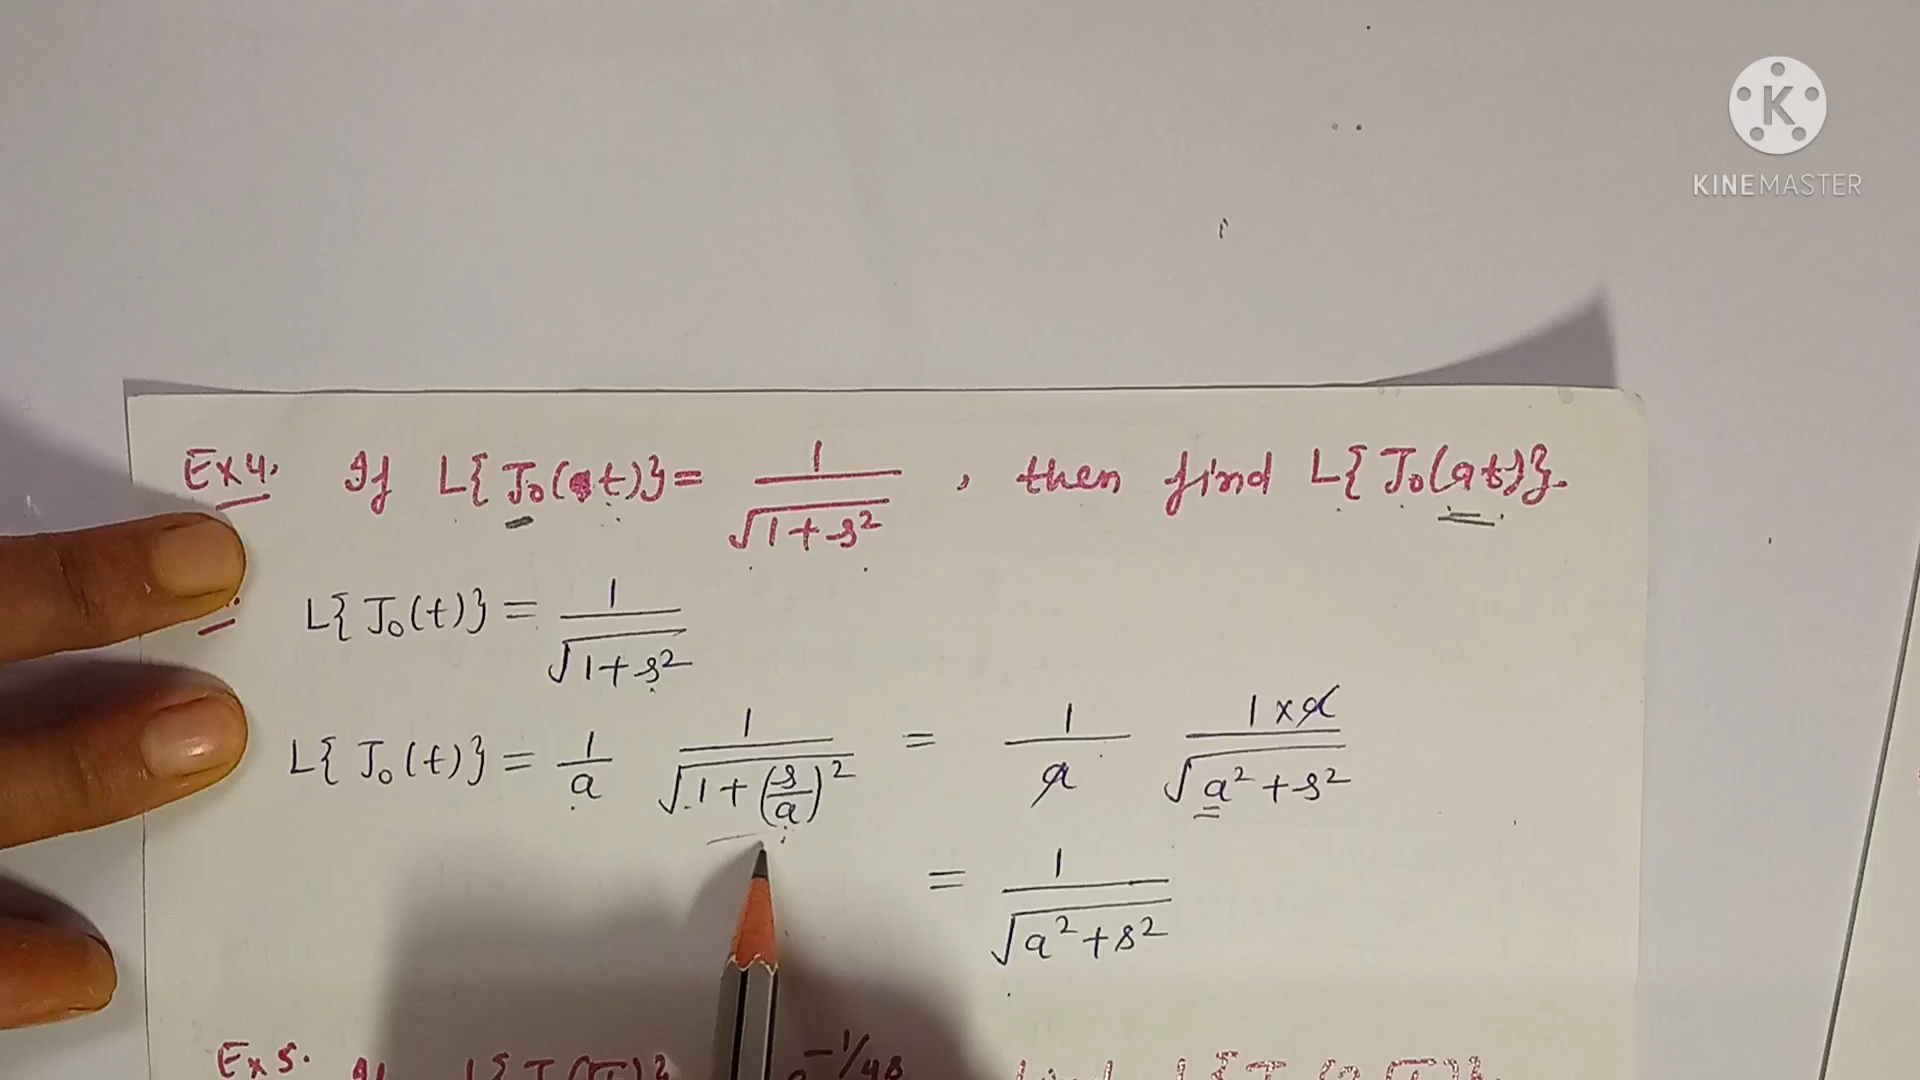 K
KINEMASTER
Ex 4. If L{J₀(t)} = 1/√(1+s²) , then find L{J₀(at)}.
L{J₀(t)} = 1/√(1+s²)
L{J₀(t)} = 1/a 1/√(1+(s/a)²) = 1/a 1×a/√(a²+s²)
= 1/√(a²+s²)
Ex 5. If